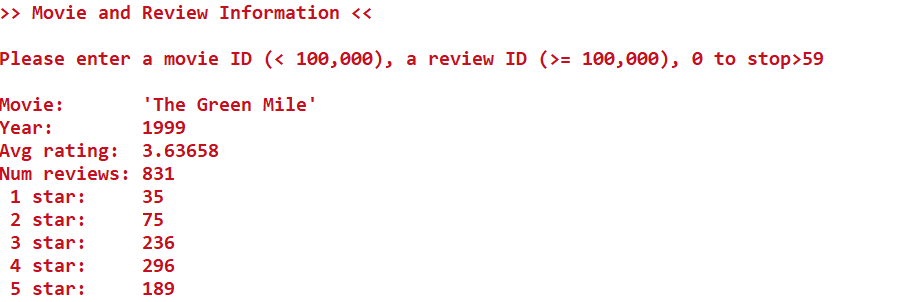 >> Movie and Review Information <<
Please enter a movie ID (< 100,000), a review ID (>= 100,000), 0 to stop>59
Movie: 'The Green Mile'
Year: 1999
Avg rating: 3.63658
Num reviews: 831
1 star: 35
2 star: 75
3 star: 236
4 star: 296
5 star: 189